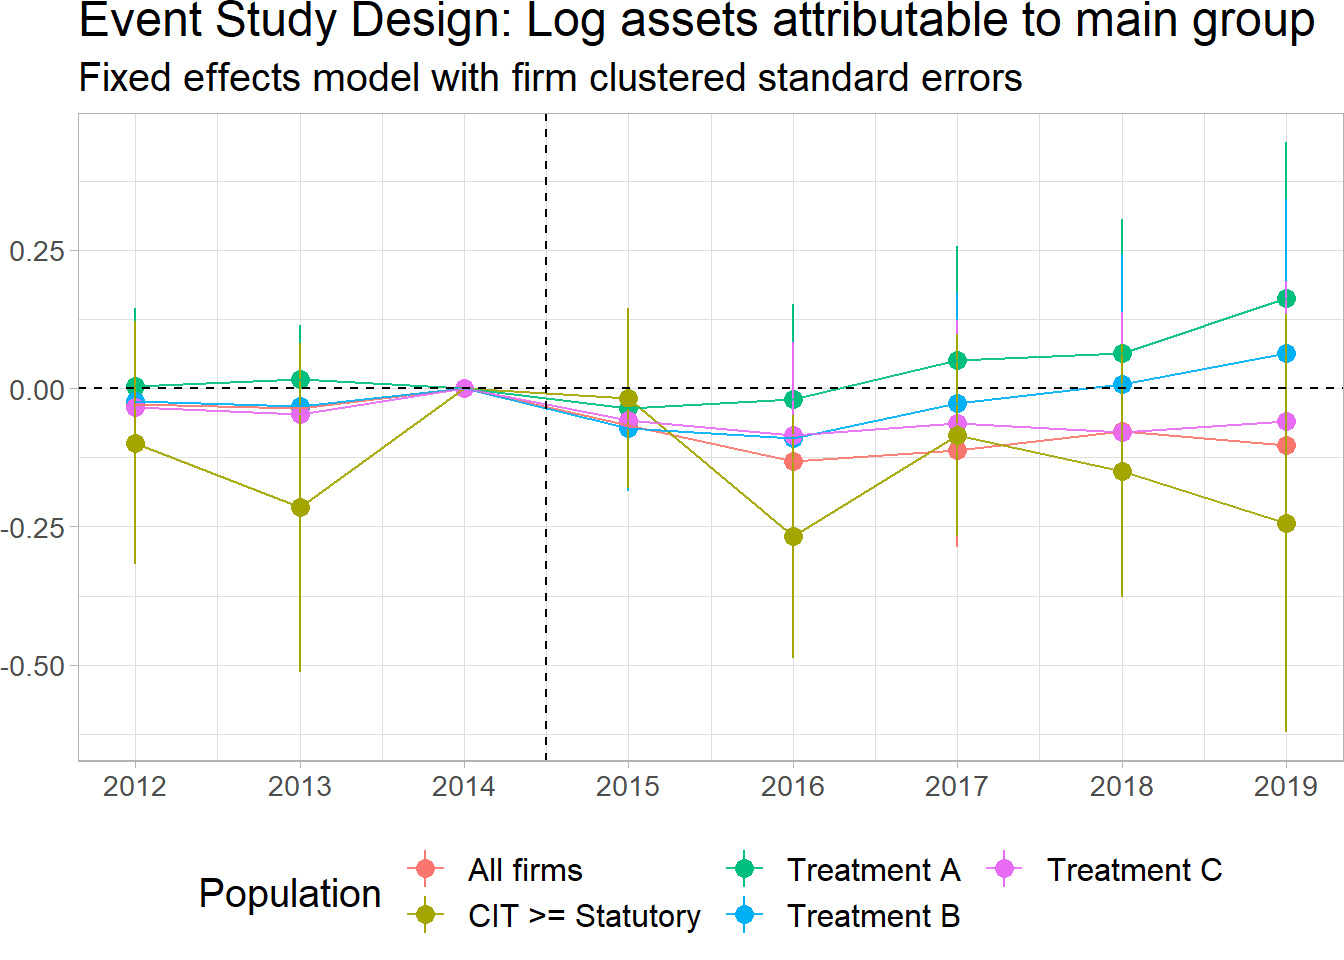 Event Study Design: Log assets attributable to main group
Fixed effects model with firm clustered standard errors
0.25
0.00
-0.25
-0.50
2012 2013 2014 2015 2016 2017 2018 2019
Population
All firms Treatment A Treatment C
CIT >= Statutory Treatment B